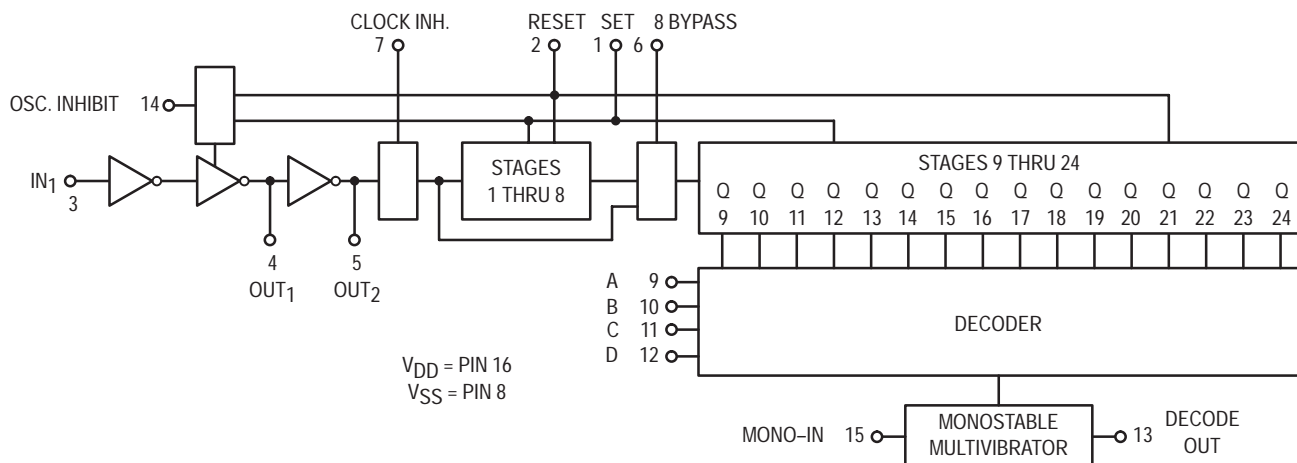 CLOCK INH. RESET SET 8 BYPASS
7 2 1 6
OSC. INHIBIT 14
STAGES
1 THRU 8
STAGES 9 THRU 24
Q Q Q Q Q Q Q Q Q Q Q Q Q Q Q Q
9 10 11 12 13 14 15 16 17 18 19 20 21 22 23 24
IN1
3
4
OUT1
5
OUT2
A 9
B 10
C 11
D 12
DECODER
VDD = PIN 16
VSS = PIN 8
MONO–IN 15
MONOSTABLE
MULTIVIBRATOR
13 DECODE
OUT